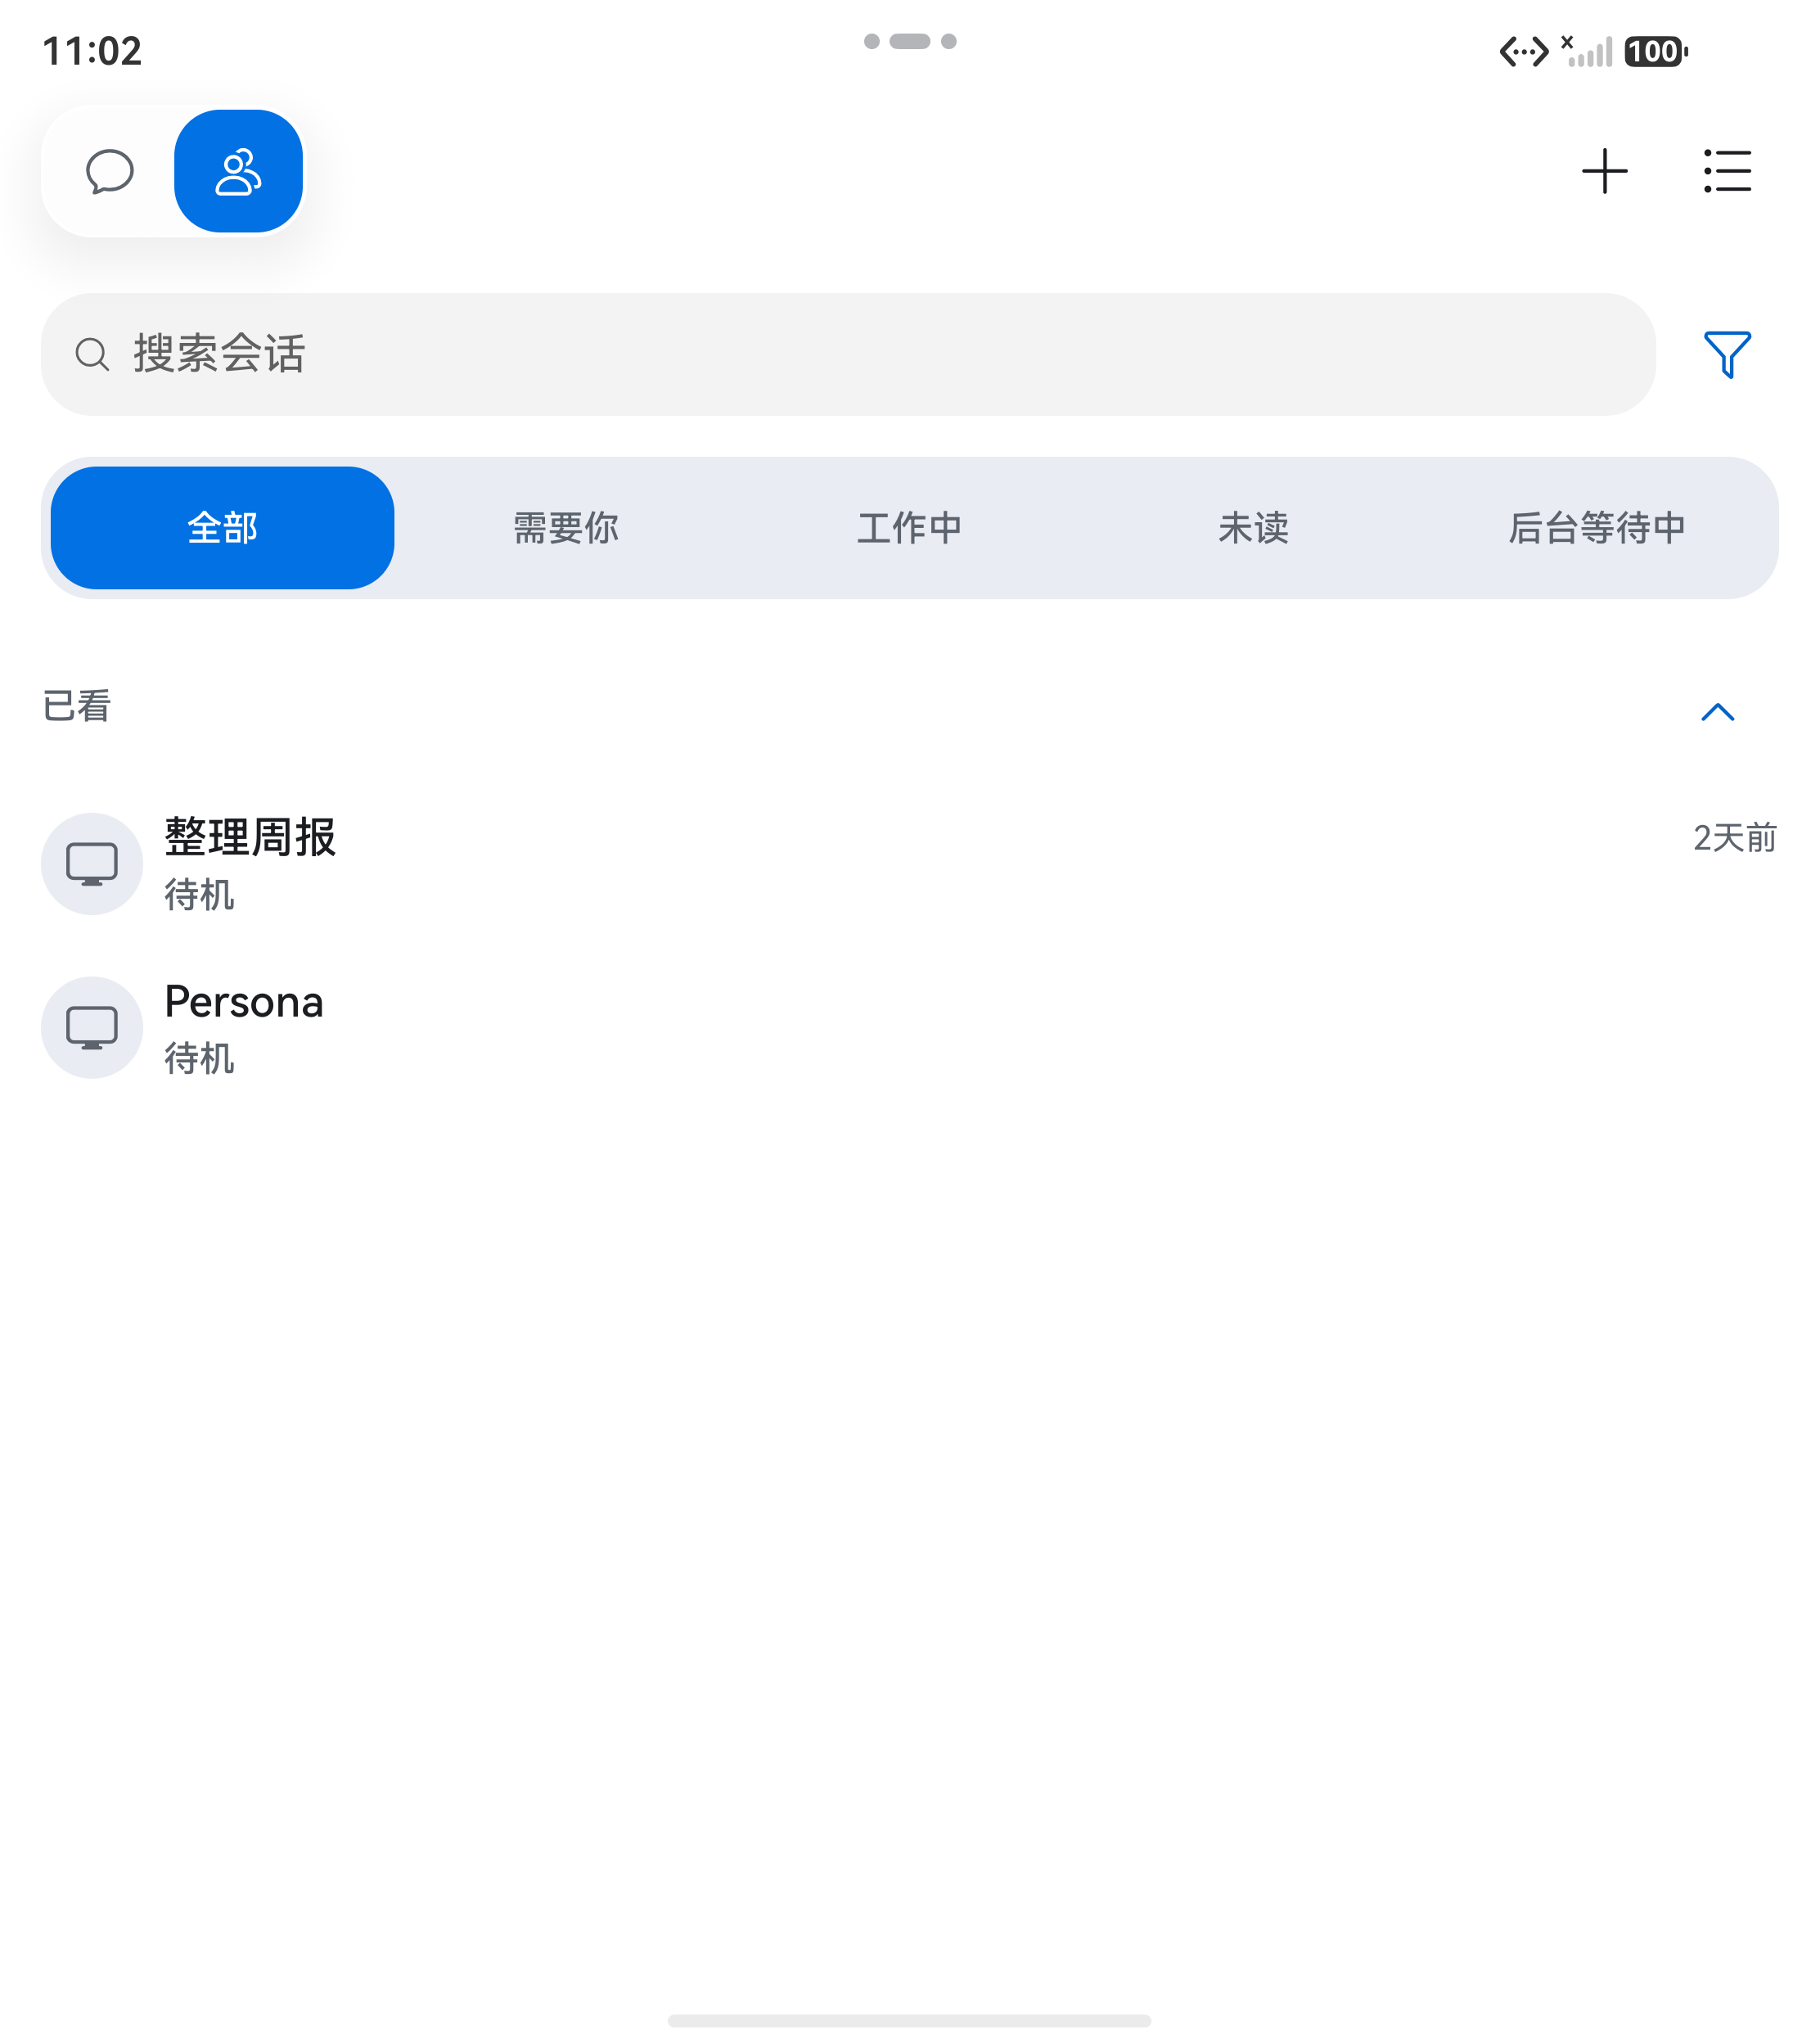 11:02
100
搜索会话
全部
需要你
工作中
未读
后台等待中
已看
整理周报
2天前
待机
Persona
待机